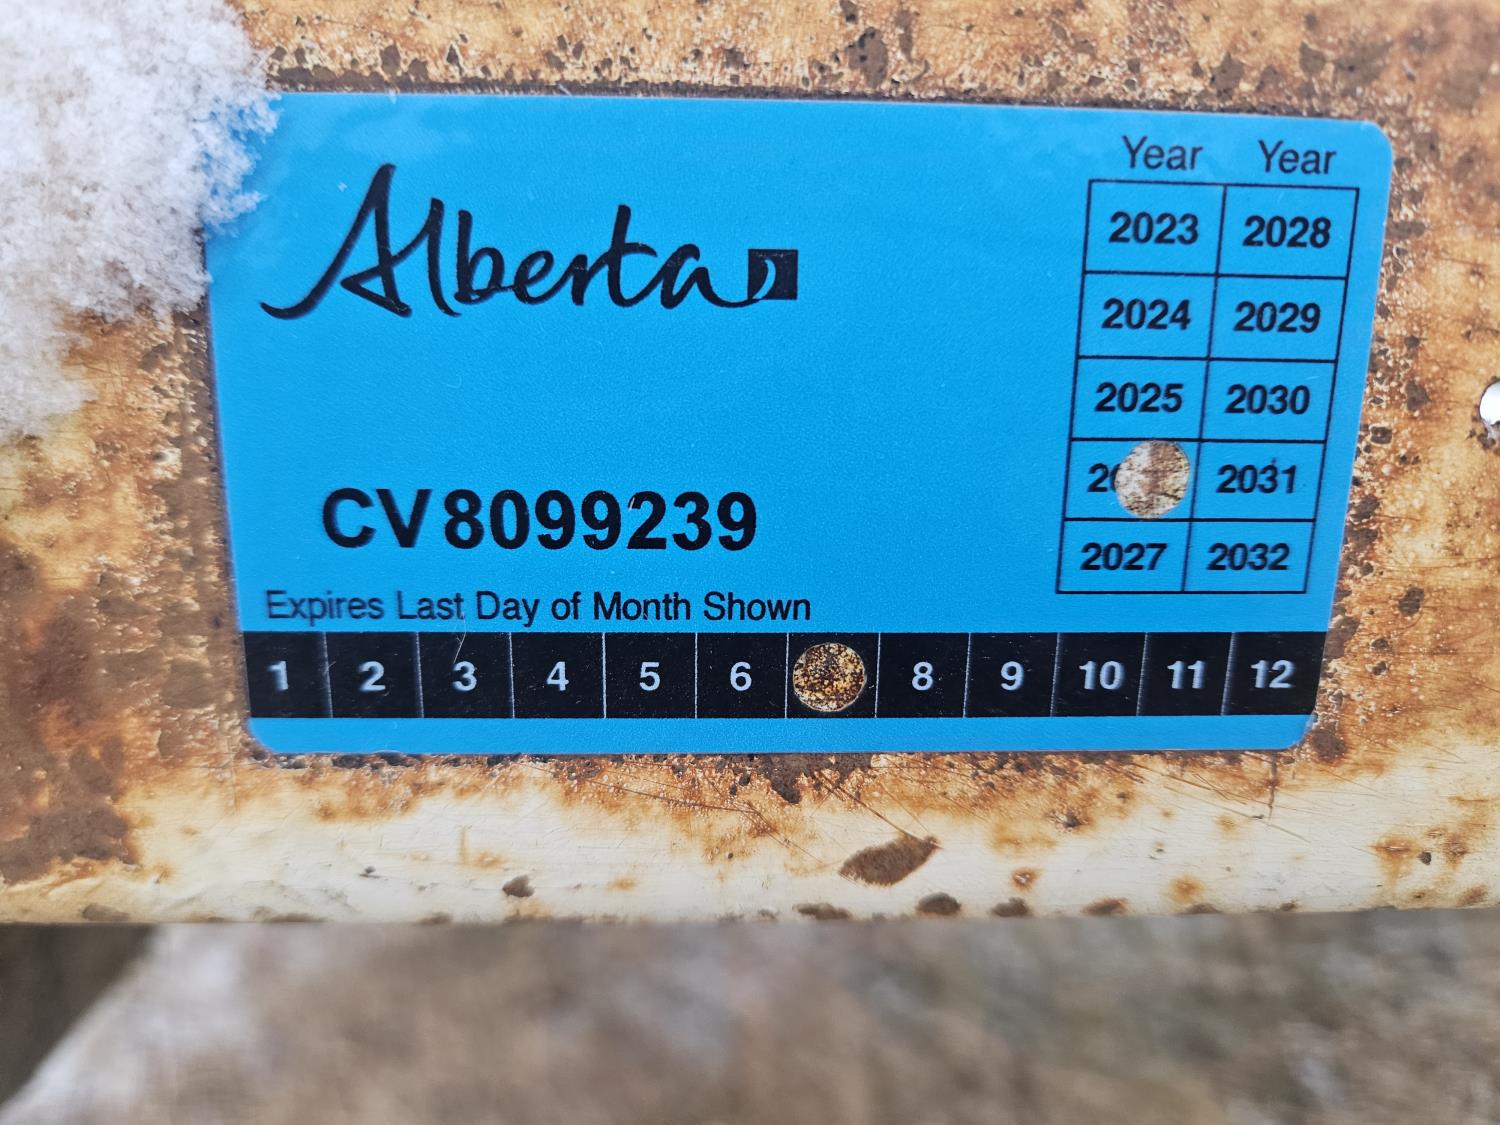 Alberta
Year Year
2023 2028
2024 2029
2025 2030
2031
2027 2032
CV8099239
Expires Last Day of Month Shown
1 2 3 4 5 6 8 9 10 11 12